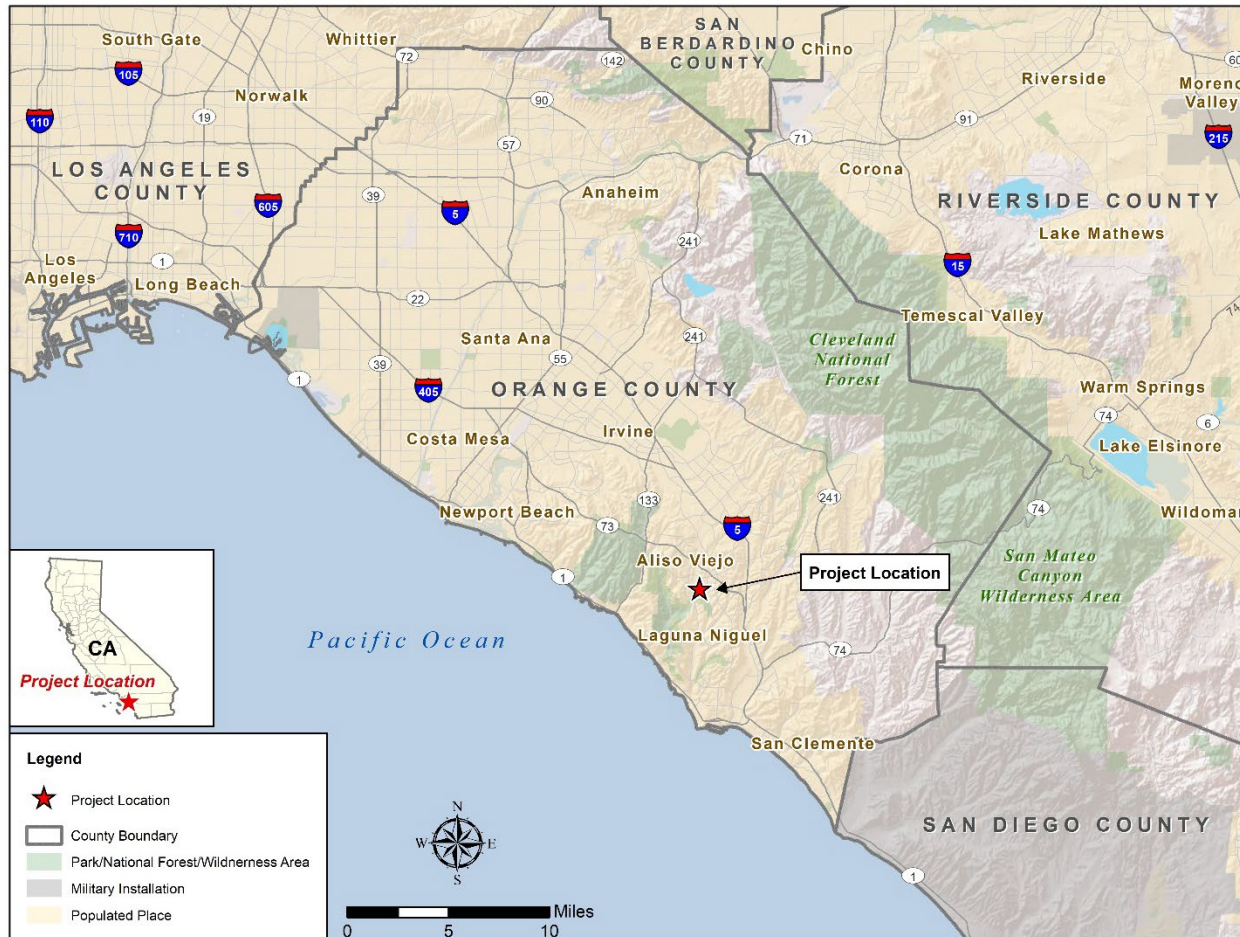 South Gate
Whittier
SAN
BERDARDINO
COUNTY
Chino
72
142
60
105
Norwalk
Riverside
Moreno
Valley
19
90
110
57
91
71
215
LOS ANGELES
COUNTY
39
Anaheim
Corona
605
5
RIVERSIDE COUNTY
710
241
Lake Mathews
Los
Angeles
1
Long Beach
15
22
Temescal Valley
74
Santa Ana
241
Cleveland
National
Forest
39
55
1
405
ORANGE COUNTY
Warm Springs
74
6
Costa Mesa
Irvine
Lake Elsinore
133
241
Newport Beach
73
5
74
Wildomar
Aliso Viejo
San Mateo
Canyon
Wilderness Area
1
Project Location
Pacific Ocean
Laguna Niguel
74
CA
Project Location
San Clemente
Legend
Project Location
County Boundary
Park/National Forest/Wildnerness Area
Military Installation
Populated Place
N
W
E
S
SAN DIEGO COUNTY
1
Miles
0
5
10